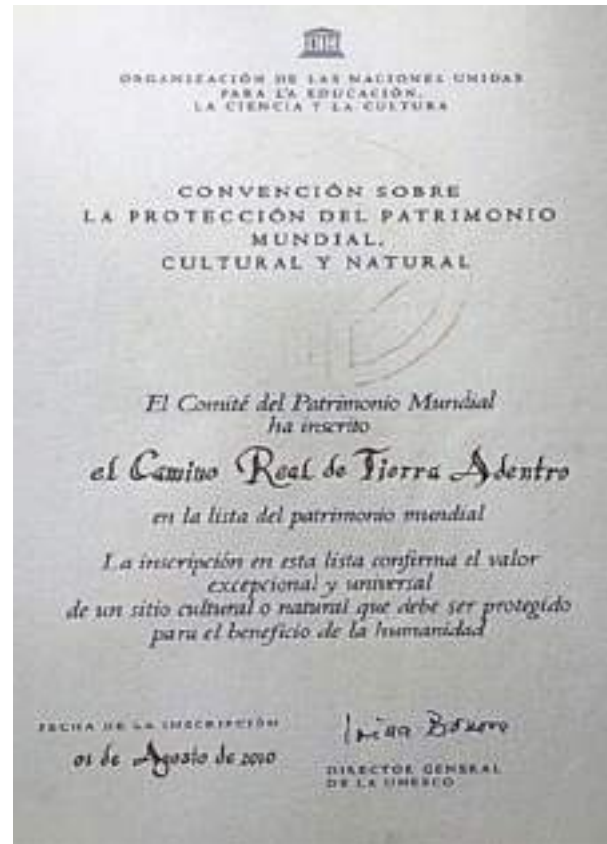 ORGANIZACIÓN DE LAS NACIONES UNIDAS
PARA LA EDUCACIÓN,
LA CIENCIA Y LA CULTURA
CONVENCIÓN SOBRE
LA PROTECCIÓN DEL PATRIMONIO
MUNDIAL,
CULTURAL Y NATURAL
El Comité del Patrimonio Mundial
ha inscrito
el Camino Real de Tierra Adentro
en la lista del patrimonio mundial
La inscripción en esta lista confirma el valor
excepcional y universal
de un sitio cultural o natural que debe ser protegido
para el beneficio de la humanidad
FECHA DE LA INSCRIPCIÓN
01 de Agosto de 2010
Irina Bokova
DIRECTOR GENERAL
DE LA UNESCO